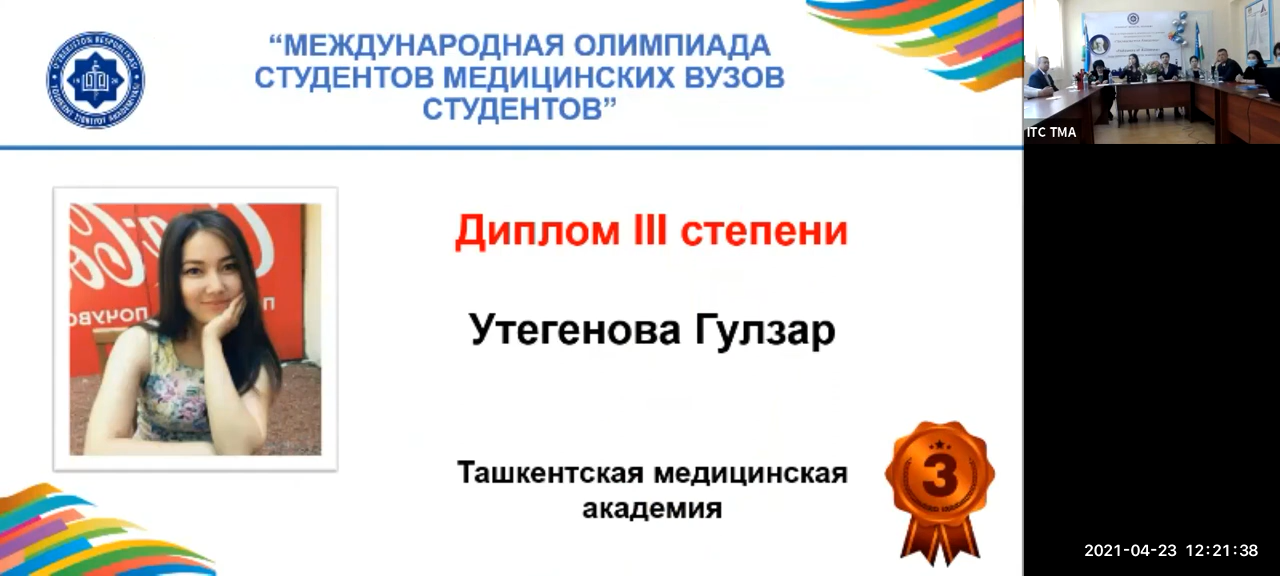 “МЕЖДУНАРОДНАЯ ОЛИМПИАДА
СТУДЕНТОВ МЕДИЦИНСКИХ ВУЗОВ
СТУДЕНТОВ”
Диплом III степени
Утегенова Гулзар
Ташкентская медицинская
академия
3
ITC TMA
2021-04-23 12:21:38